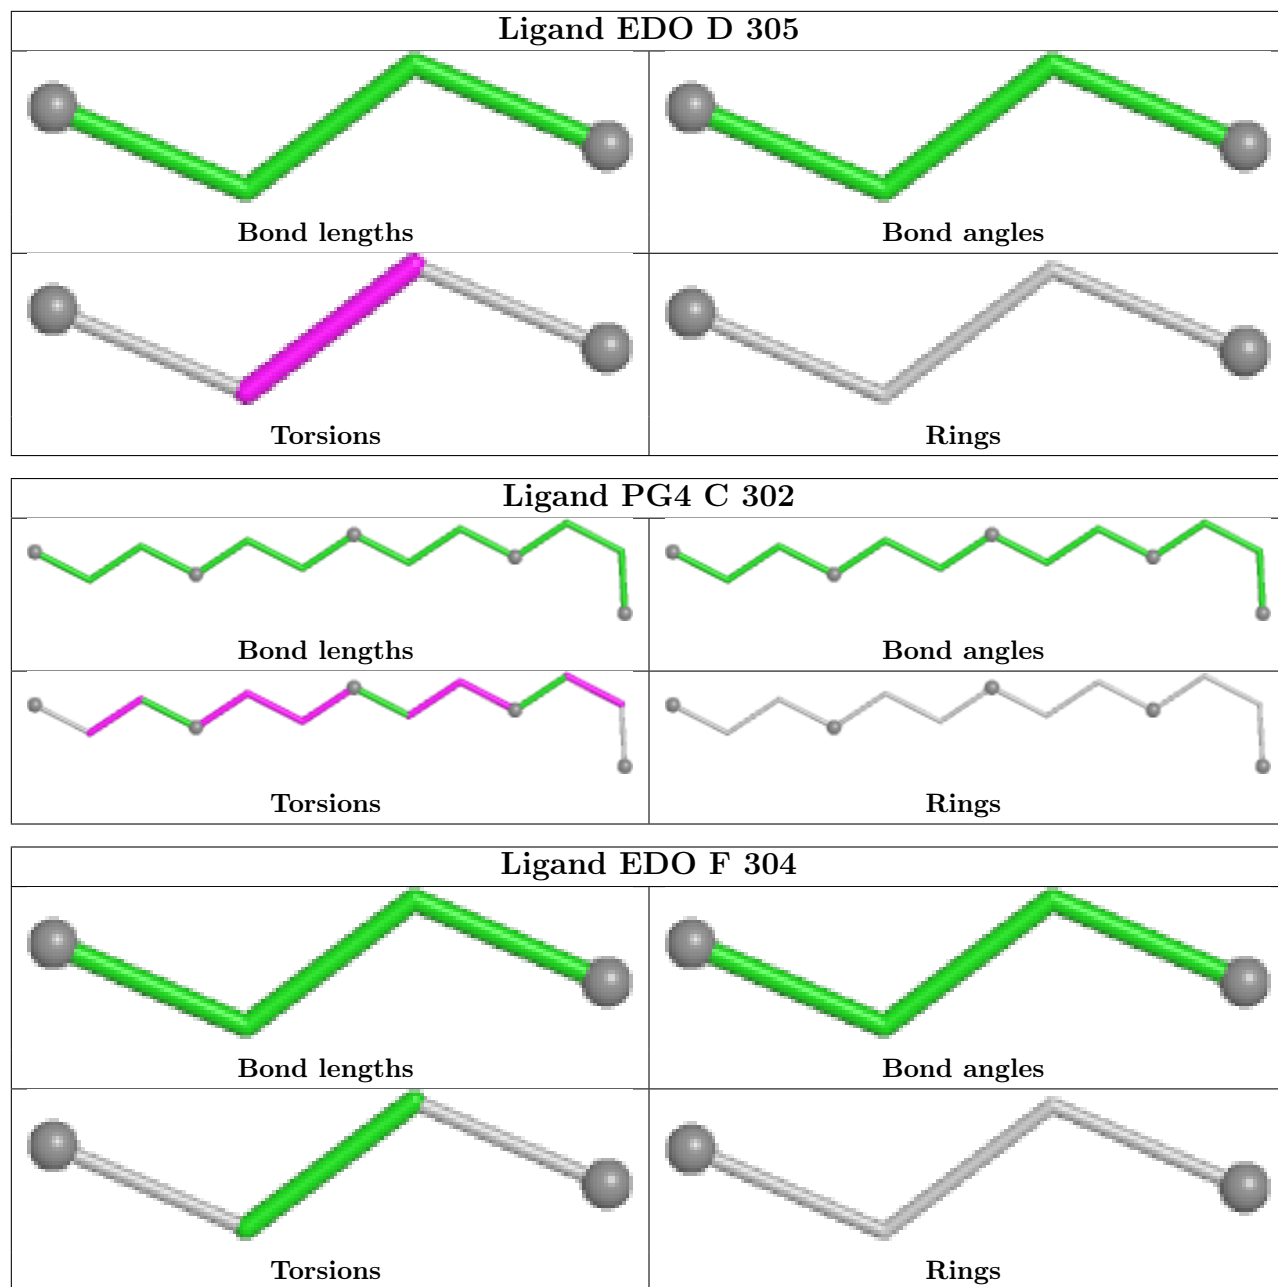 Ligand EDO D 305
Bond lengths
Bond angles
Torsions
Rings
Ligand PG4 C 302
Bond lengths
Bond angles
Torsions
Rings
Ligand EDO F 304
Bond lengths
Bond angles
Torsions
Rings